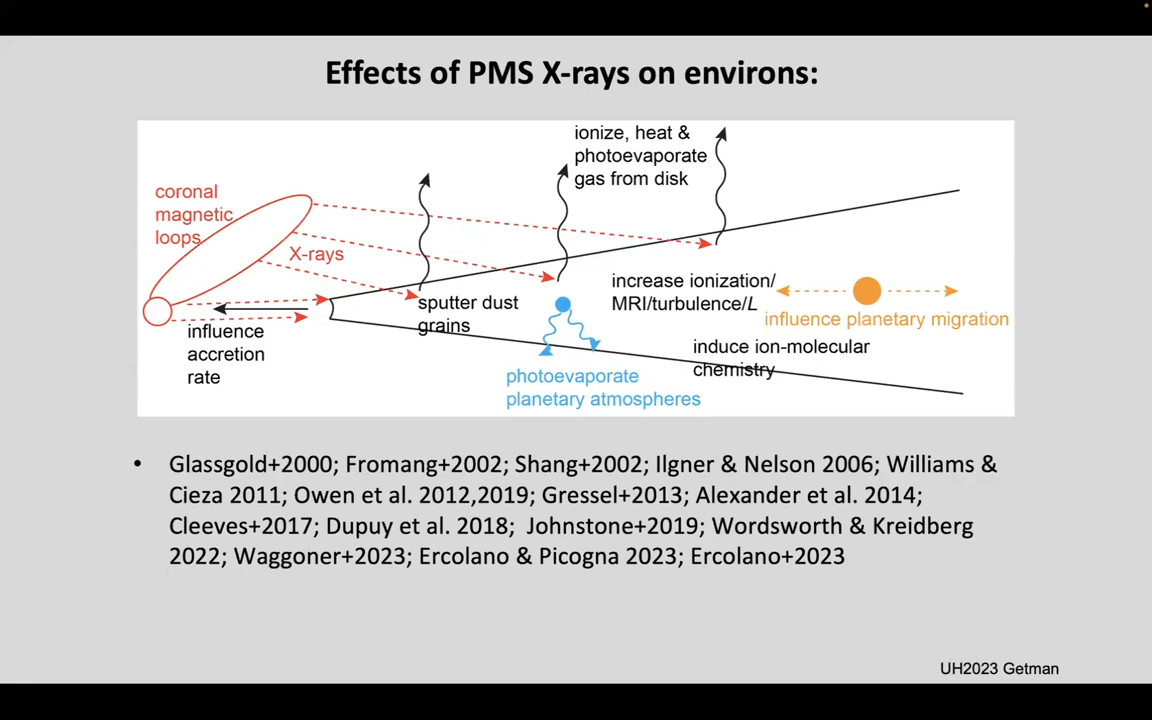 Effects of PMS X-rays on environs:
ionize, heat &
photoevaporate
gas from disk
coronal
magnetic
loops
X-rays
increase ionization/
MRI/turbulence/L
sputter dust
grains
influence planetary migration
influence
accretion
rate
induce ion-molecular
chemistry
photoevaporate
planetary atmospheres
• Glassgold+2000; Fromang+2002; Shang+2002; Ilgner & Nelson 2006; Williams &
Cieza 2011; Owen et al. 2012,2019; Gressel+2013; Alexander et al. 2014;
Cleeves+2017; Dupuy et al. 2018; Johnstone+2019; Wordsworth & Kreidberg
2022; Waggoner+2023; Ercolano & Picogna 2023; Ercolano+2023
UH2023 Getman